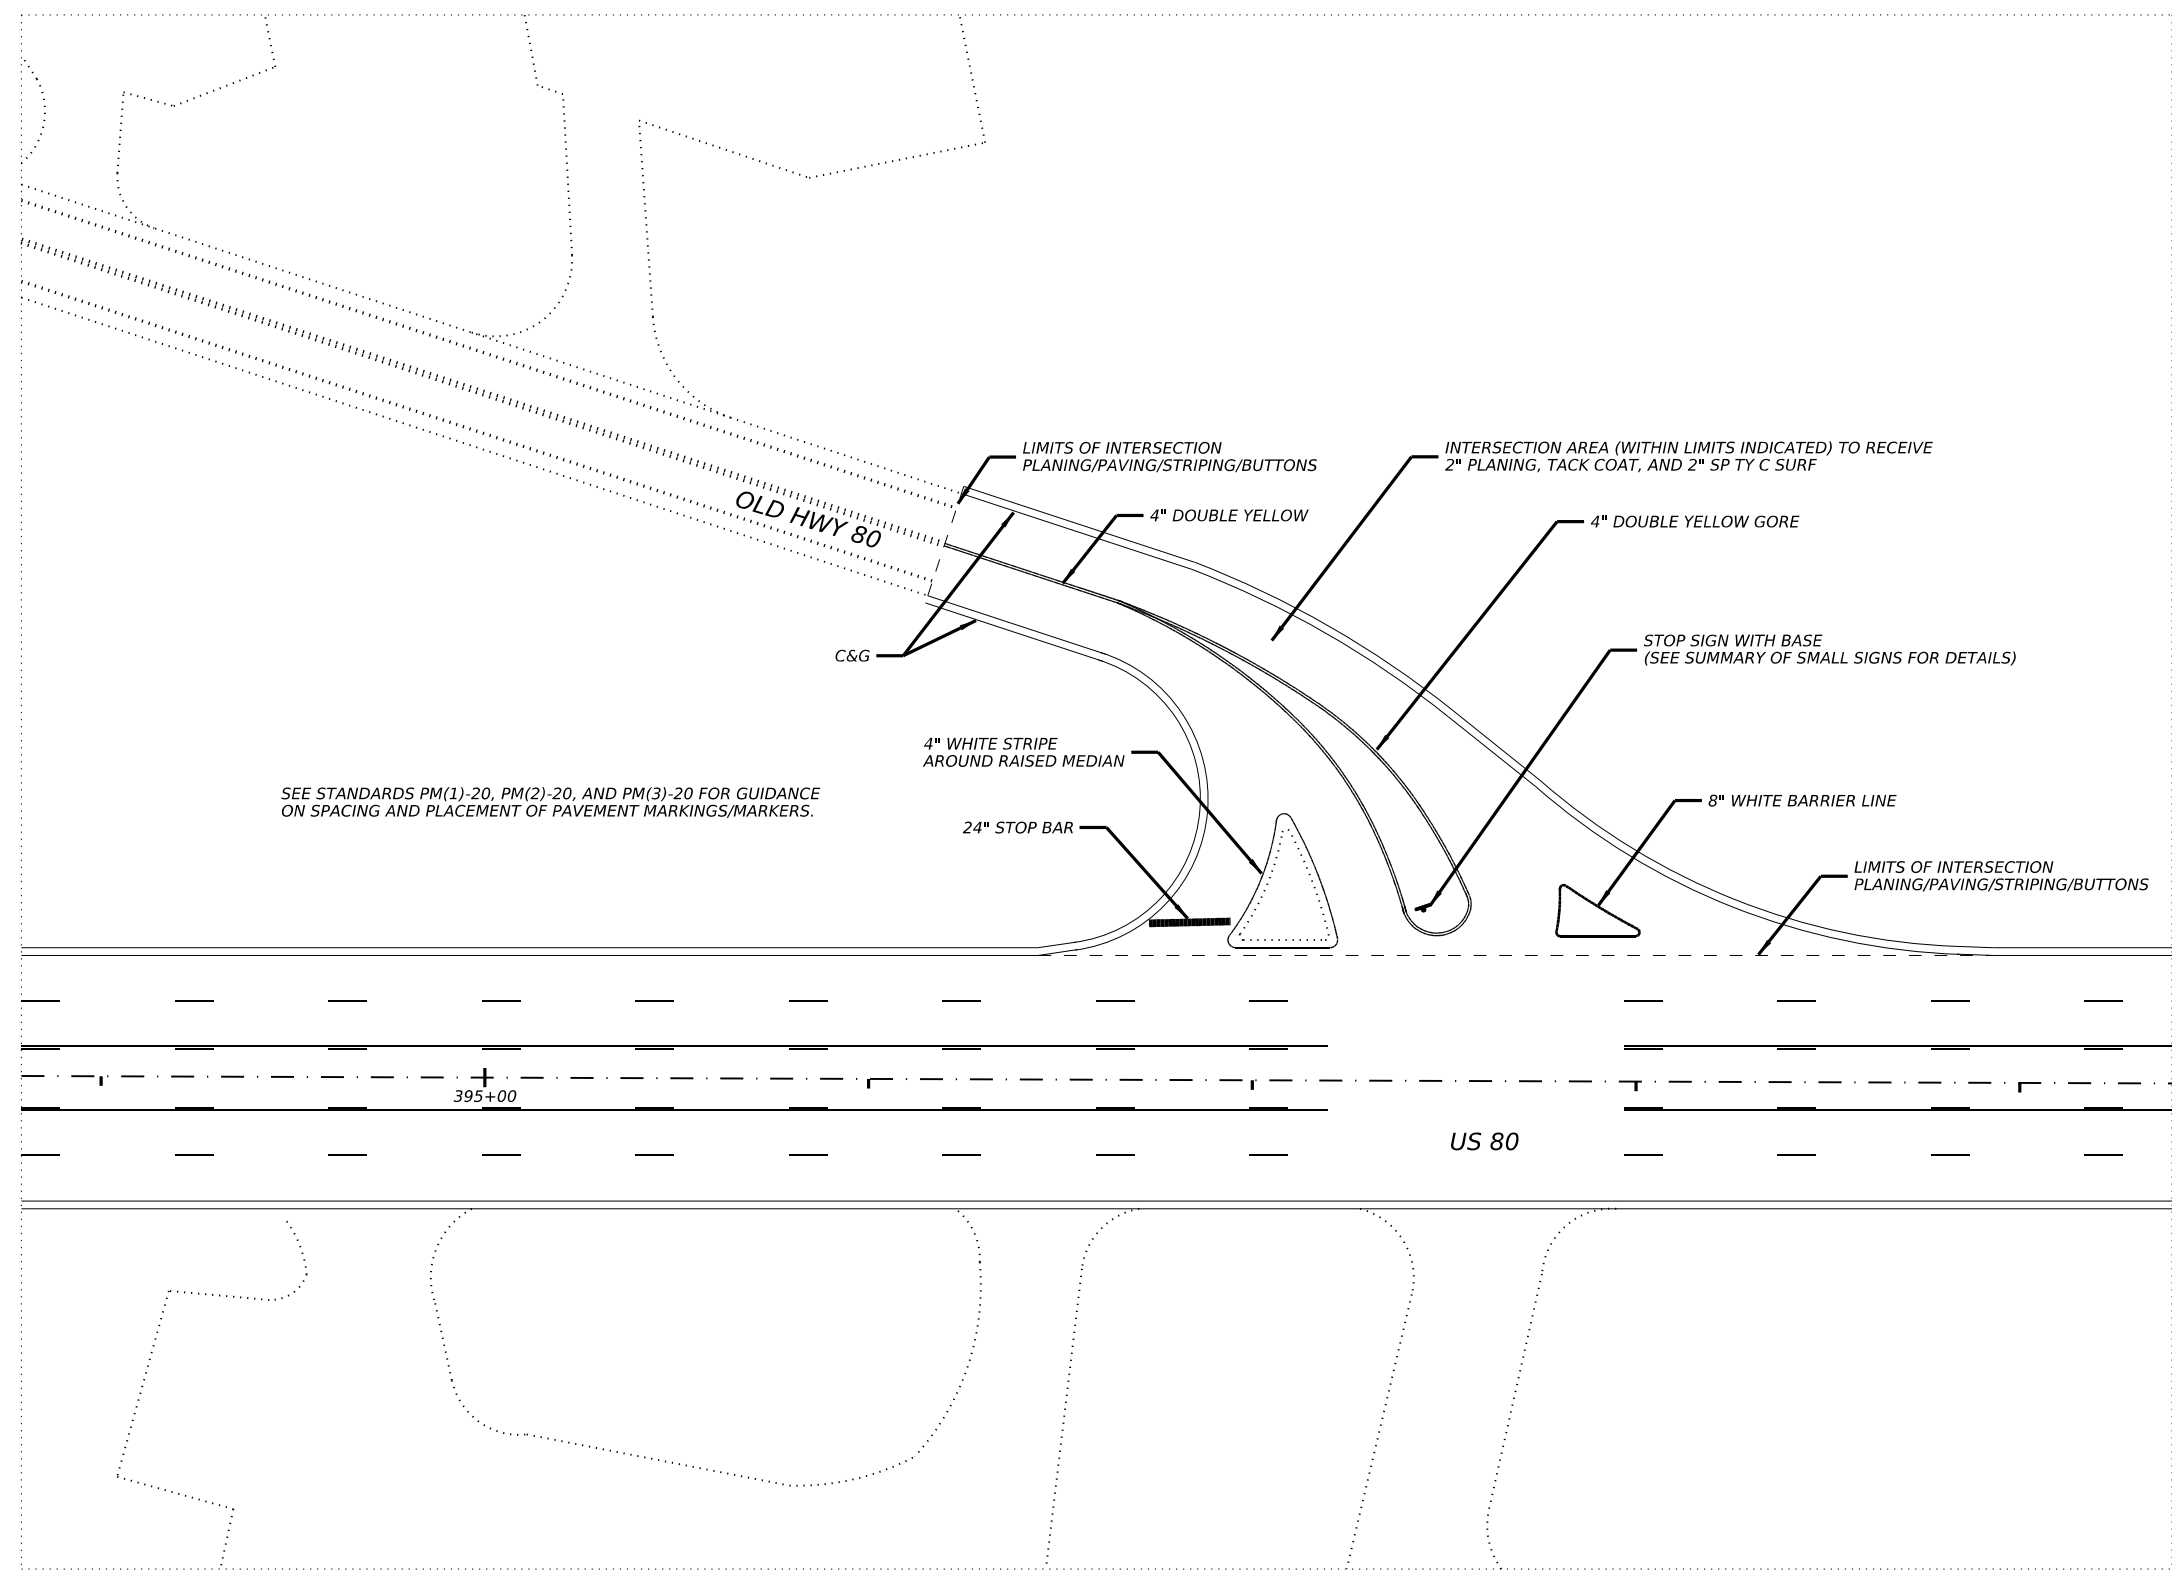 LIMITS OF INTERSECTION
PLANING/PAVING/STRIPING/BUTTONS
INTERSECTION AREA (WITHIN LIMITS INDICATED) TO RECEIVE
2" PLANING, TACK COAT, AND 2" SP TY C SURF
OLD HWY 80
4" DOUBLE YELLOW
4" DOUBLE YELLOW GORE
C&G
STOP SIGN WITH BASE
(SEE SUMMARY OF SMALL SIGNS FOR DETAILS)
4" WHITE STRIPE
AROUND RAISED MEDIAN
SEE STANDARDS PM(1)-20, PM(2)-20, AND PM(3)-20 FOR GUIDANCE
ON SPACING AND PLACEMENT OF PAVEMENT MARKINGS/MARKERS.
24" STOP BAR
8" WHITE BARRIER LINE
LIMITS OF INTERSECTION
PLANING/PAVING/STRIPING/BUTTONS
395+00
US 80